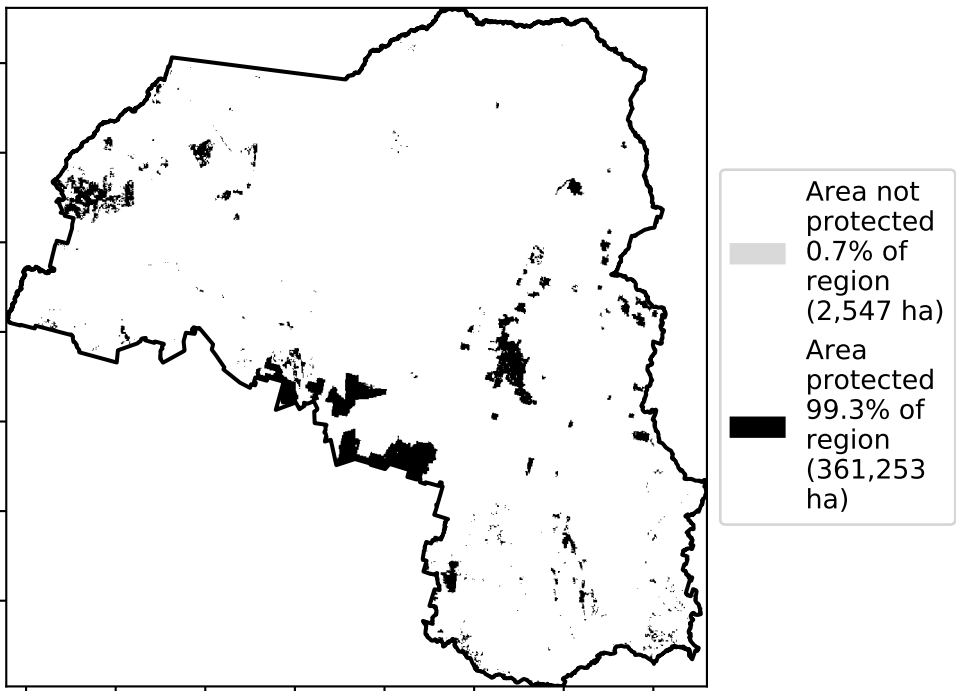 Area not
protected
0.7% of
region
(2,547 ha)
Area
protected
99.3% of
region
(361,253
ha)